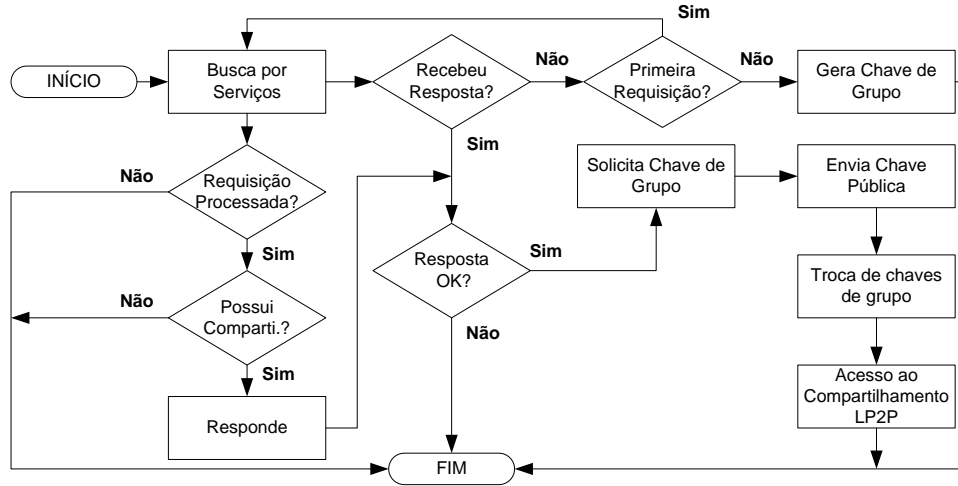 Sim
INÍCIO
Busca por
Serviços
Recebeu
Resposta?
Não
Primeira
Requisição?
Não
Gera Chave de
Grupo
Sim
Não
Requisição
Processada?
Sim
Solicita Chave de
Grupo
Envia Chave
Pública
Resposta
OK?
Sim
Troca de chaves
de grupo
Não
Possui
Comparti.?
Sim
Não
Responde
Acesso ao
Compartilhamento
LP2P
FIM